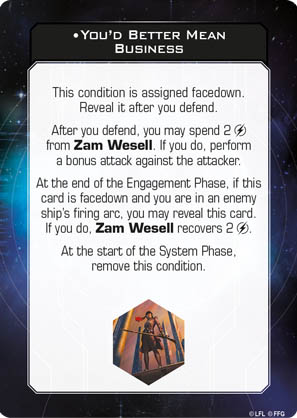 •You'd Better Mean
Business
This condition is assigned facedown.
Reveal it after you defend.
After you defend, you may spend 2
from Zam Wesell. If you do, perform
a bonus attack against the attacker.
At the end of the Engagement Phase, if this
card is facedown and you are in an enemy
ship's firing arc, you may reveal this card.
If you do, Zam Wesell recovers 2 .
At the start of the System Phase,
remove this condition.
©LFL ©FFG